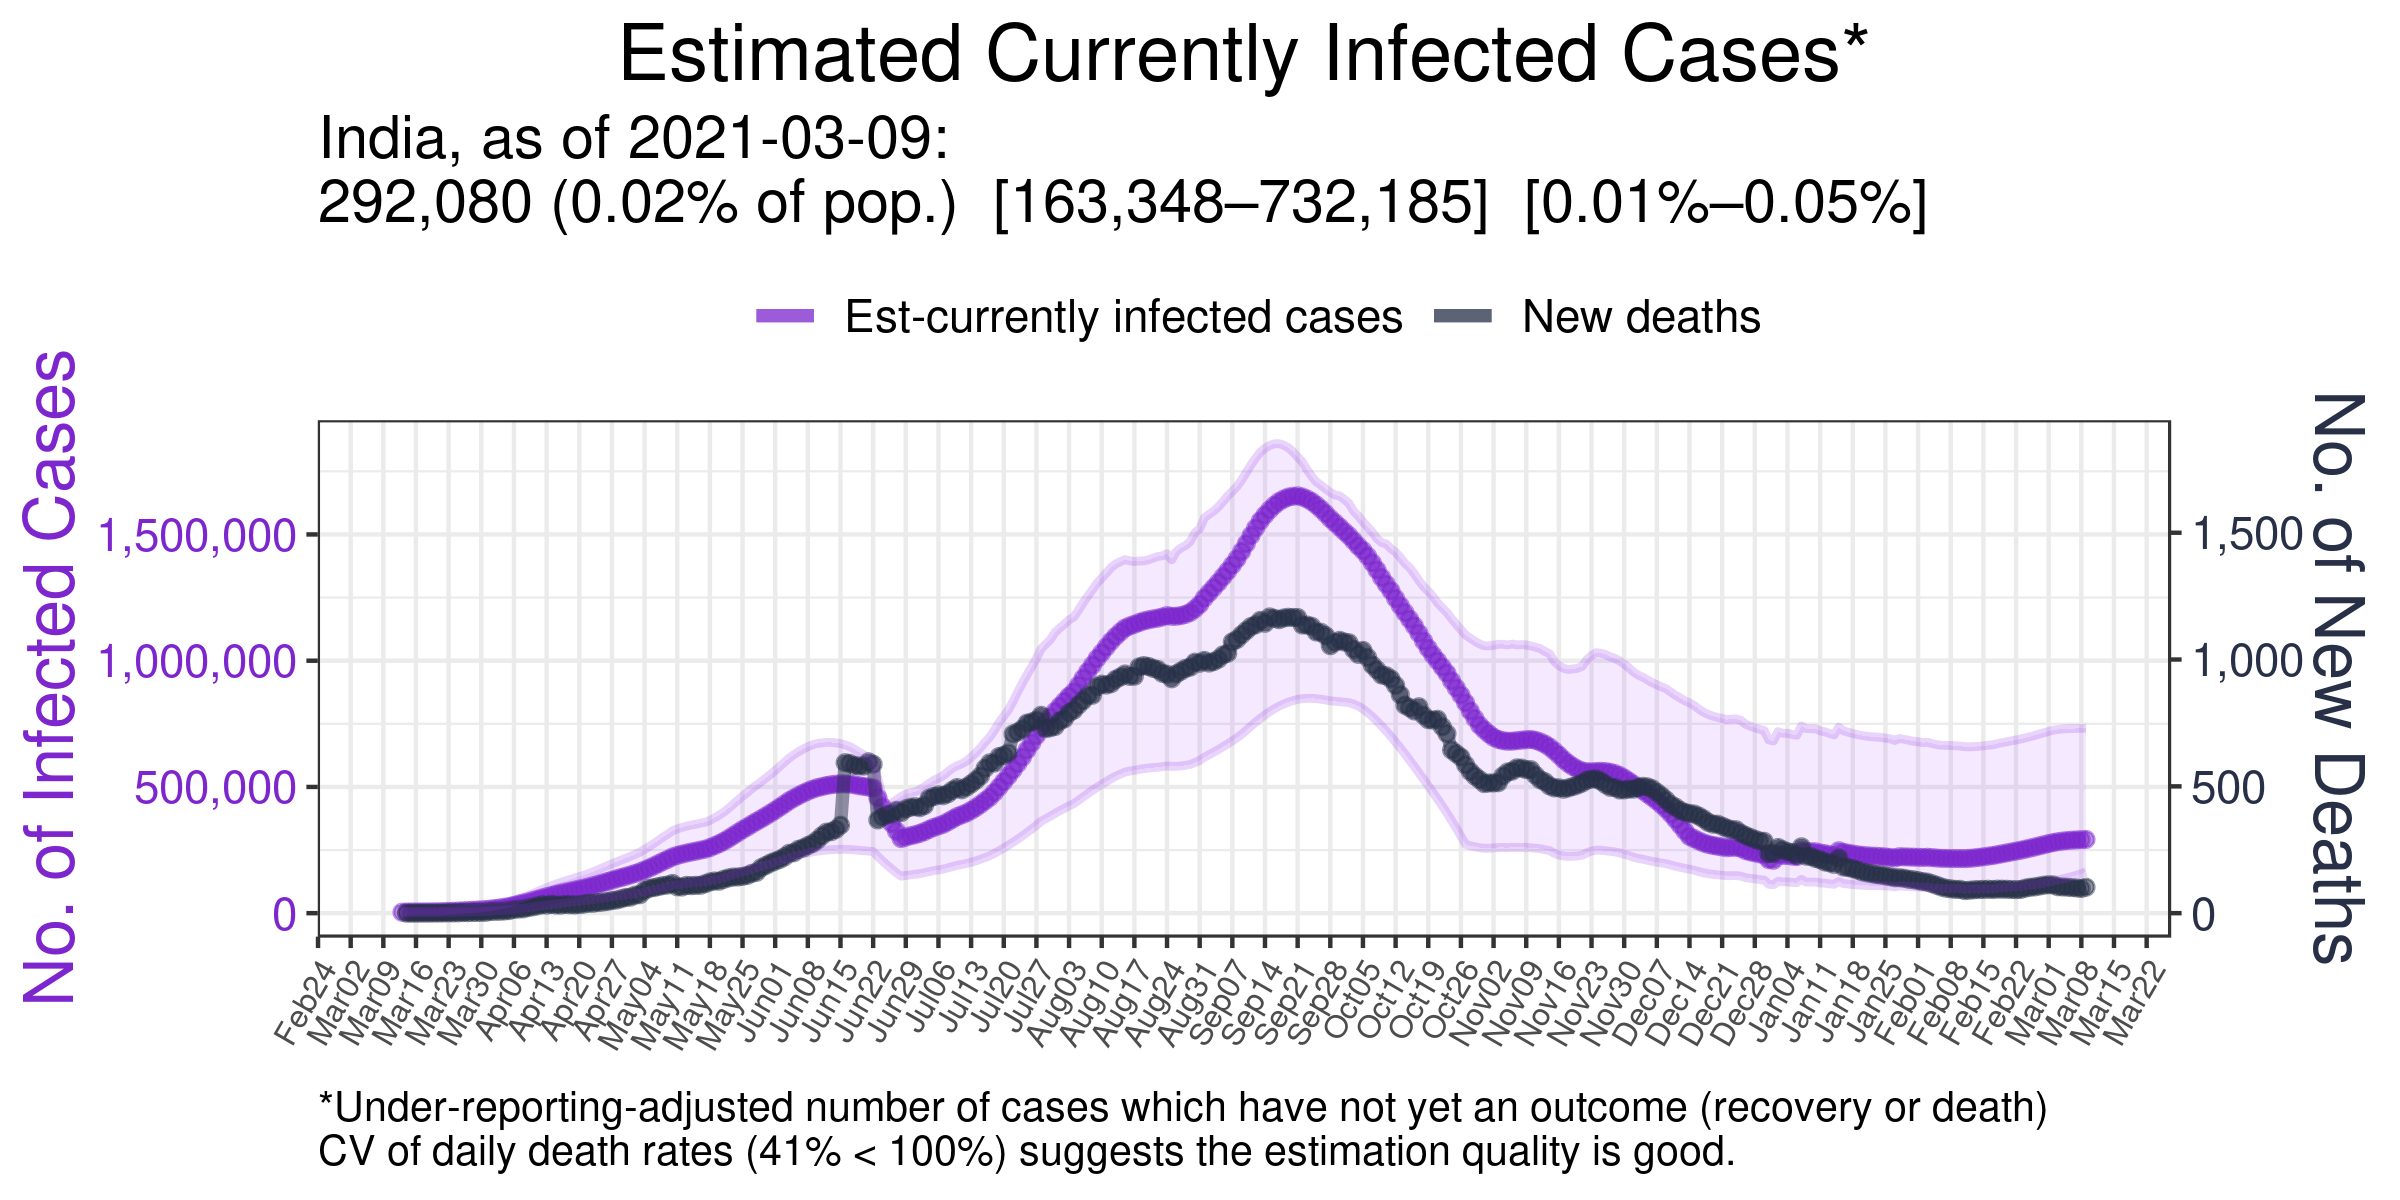 Estimated Currently Infected Cases*
India, as of 2021-03-09:
292,080 (0.02% of pop.) [163,348–732,185] [0.01%–0.05%]
Est-currently infected cases New deaths
No. of Infected Cases
1,500,000
1,000,000
500,000
0
1,500
1,000
500
0
No. of New Deaths
Feb24 Mar02 Mar09 Mar16 Mar23 Mar30 Apr06 Apr13 Apr20 Apr27 May04 May11 May18 May25 Jun01 Jun08 Jun15 Jun22 Jun29 Jul06 Jul13 Jul20 Jul27 Aug03 Aug10 Aug17 Aug24 Aug31 Sep07 Sep14 Sep21 Sep28 Oct05 Oct12 Oct19 Oct26 Nov02 Nov09 Nov16 Nov23 Nov30 Dec07 Dec14 Dec21 Dec28 Jan04 Jan11 Jan18 Jan25 Feb01 Feb08 Feb15 Feb22 Mar01 Mar08 Mar15 Mar22
*Under-reporting-adjusted number of cases which have not yet an outcome (recovery or death)
CV of daily death rates (41% < 100%) suggests the estimation quality is good.